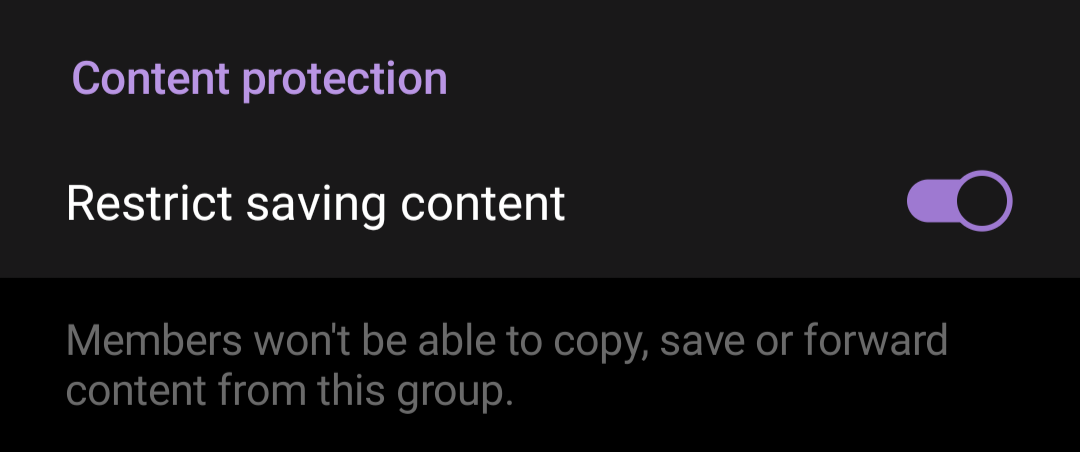 Content protection
Restrict saving content
Members won't be able to copy, save or forward
content from this group.